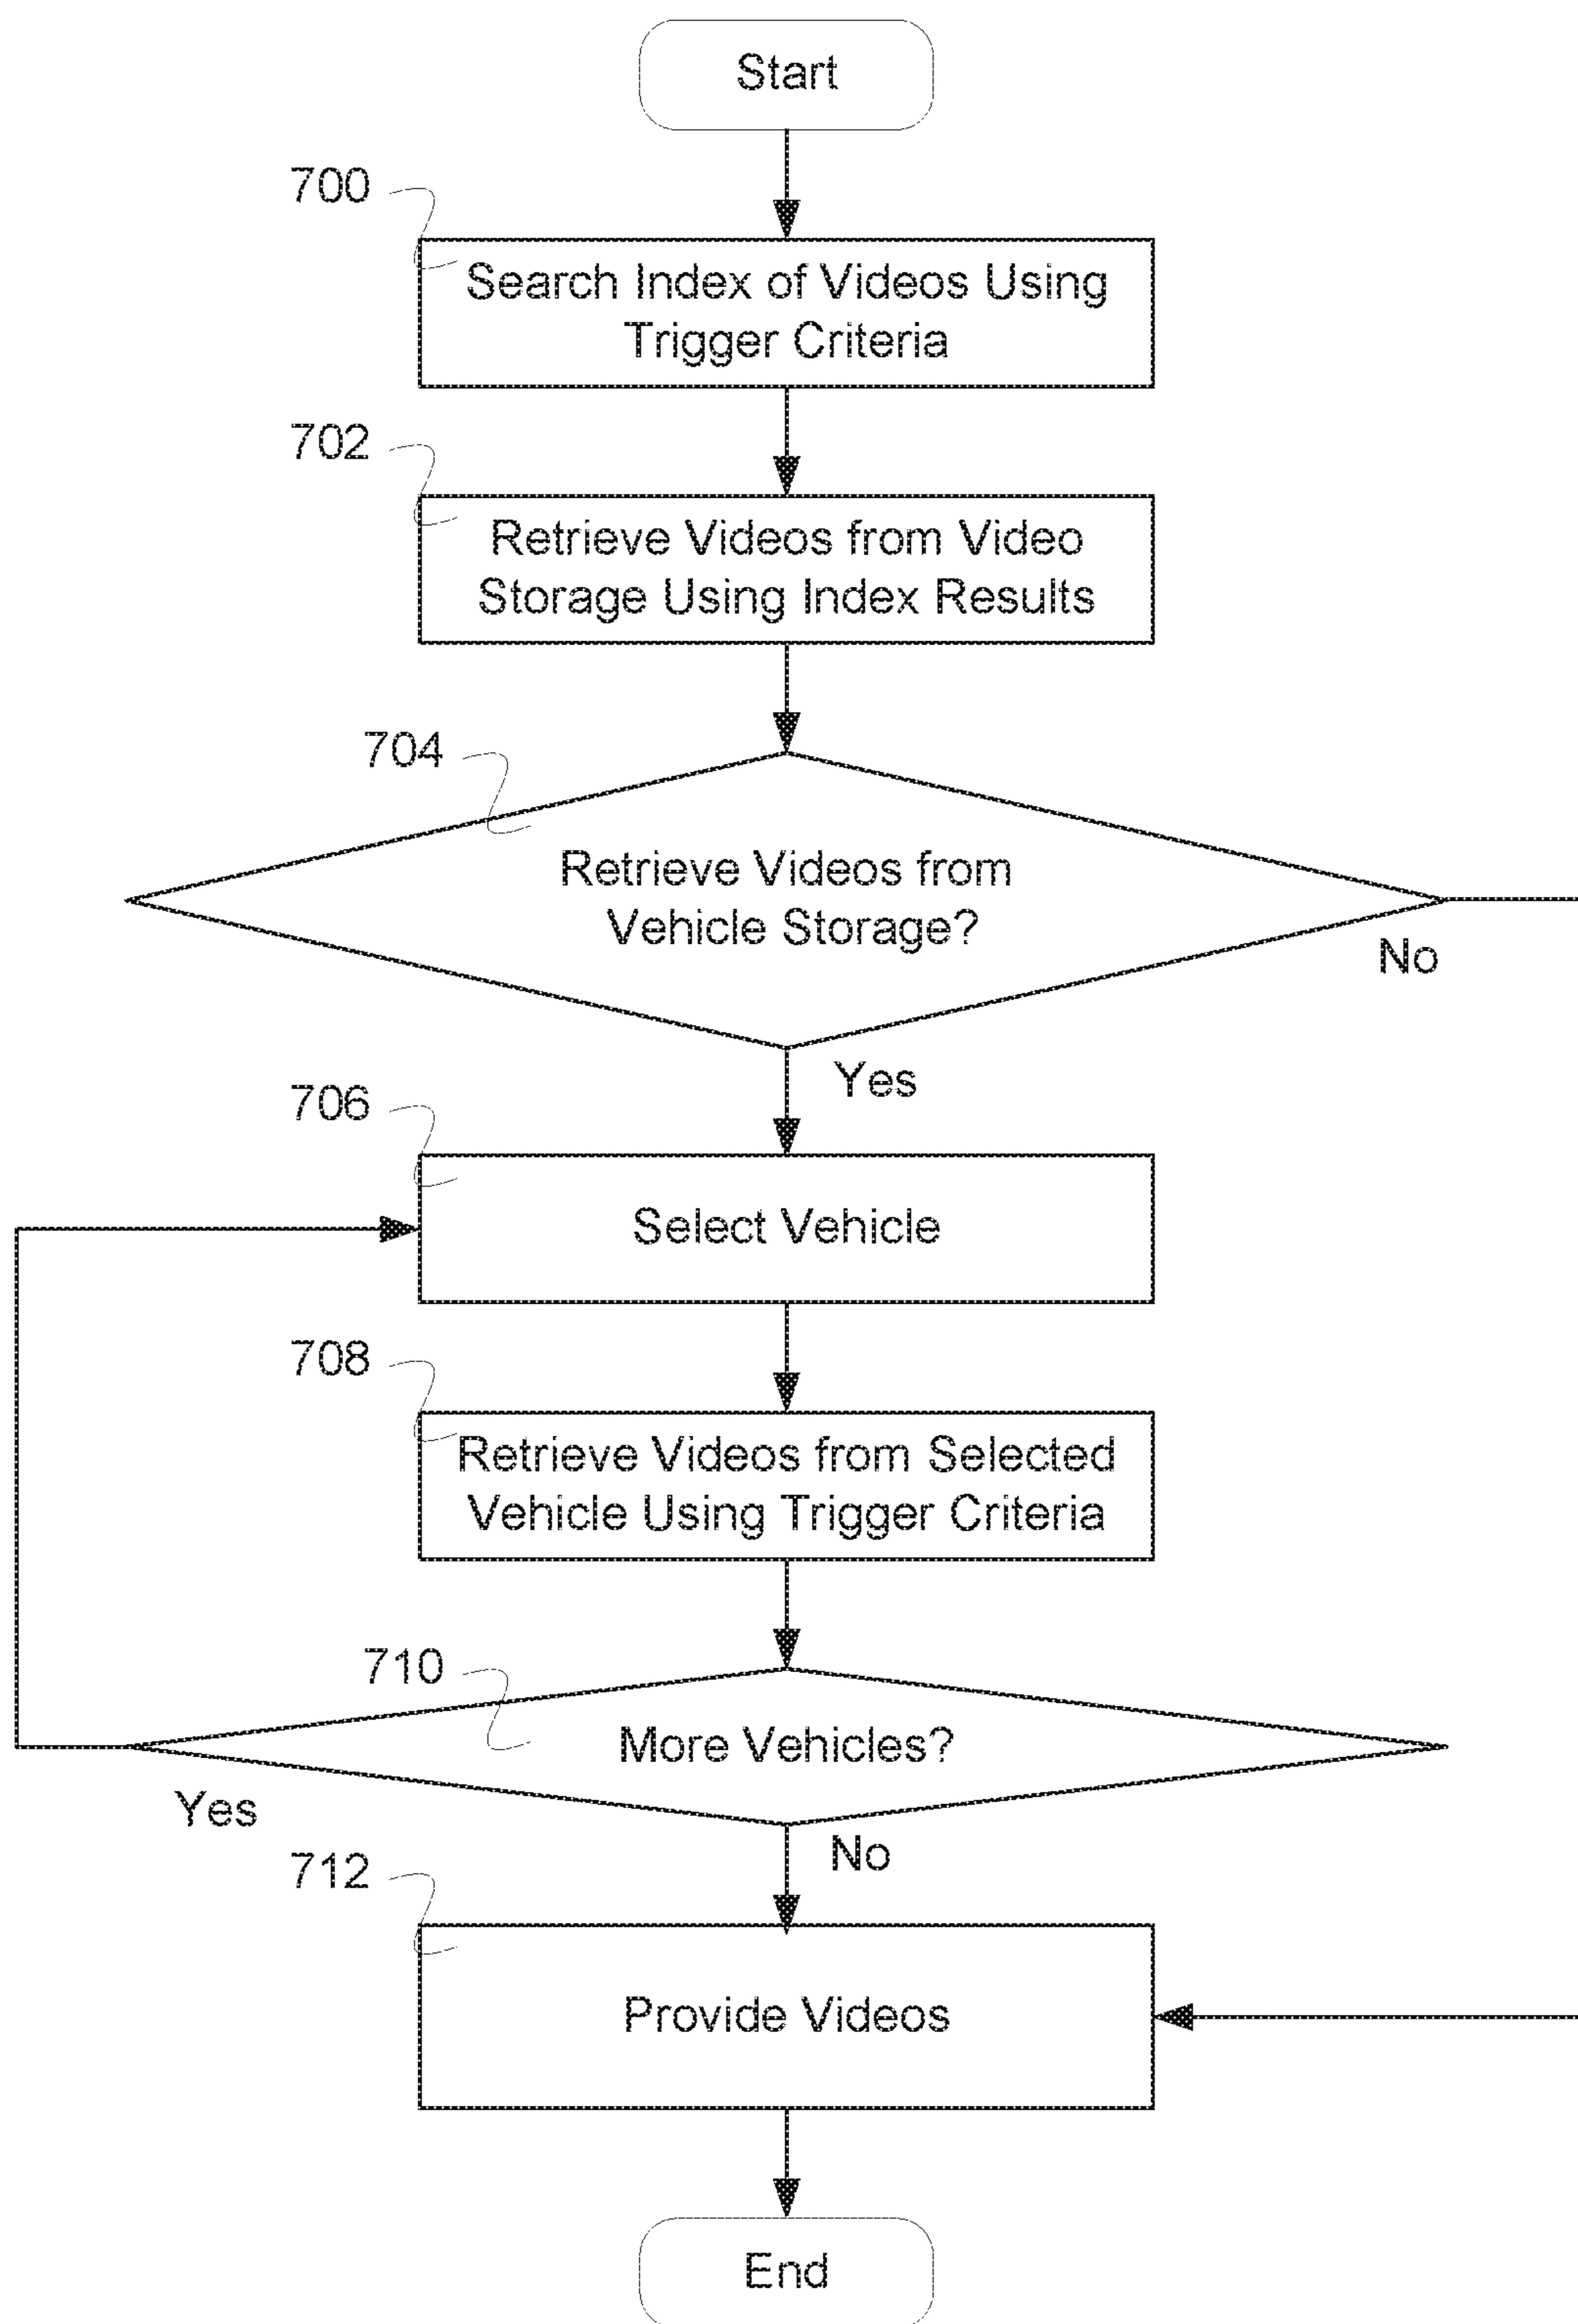 Start
700
Search Index of Videos Using
Trigger Criteria
702
Retrieve Videos from Video
Storage Using Index Results
704
Retrieve Videos from
Vehicle Storage?
No
Yes
706
Select Vehicle
708
Retrieve Videos from Selected
Vehicle Using Trigger Criteria
710
More Vehicles?
Yes
No
712
Provide Videos
End